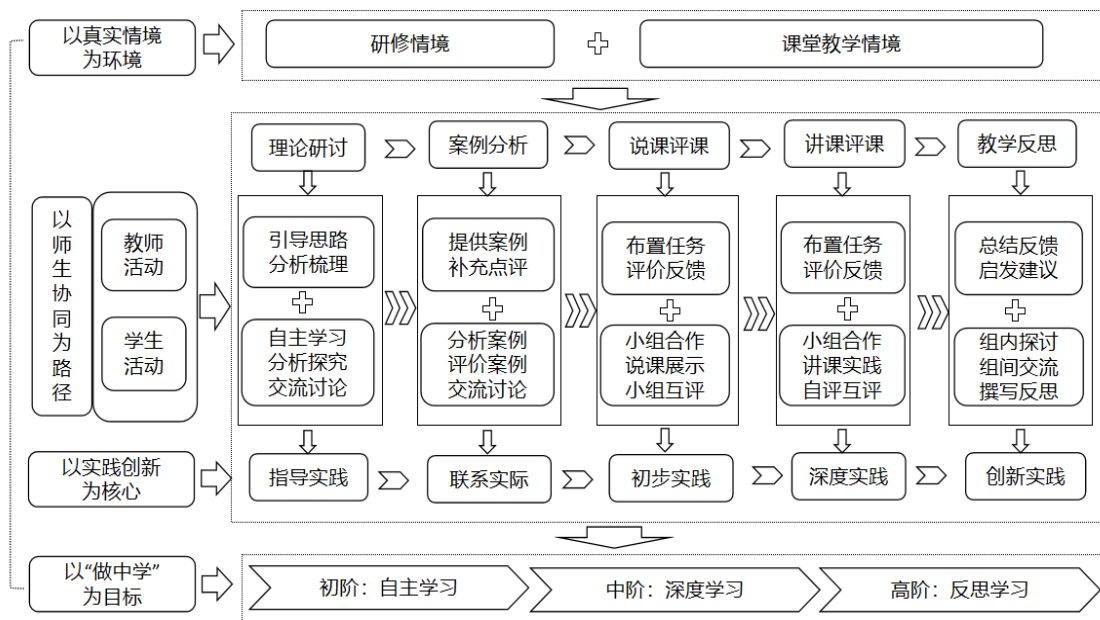 以真实情境
为环境
研修情境
课堂教学情境
理论研讨
案例分析
说课评课
讲课评课
教学反思
以师生协同为路径
教师
活动
学生
活动
引导思路
分析梳理
自主学习
分析探究
交流讨论
提供案例
补充点评
分析案例
评价案例
交流讨论
布置任务
评价反馈
小组合作
说课展示
小组互评
布置任务
评价反馈
小组合作
讲课实践
自评互评
总结反馈
启发建议
组内探讨
组间交流
撰写反思
以实践创新
为核心
指导实践
联系实际
初步实践
深度实践
创新实践
以“做中学”
为目标
初阶：自主学习
中阶：深度学习
高阶：反思学习